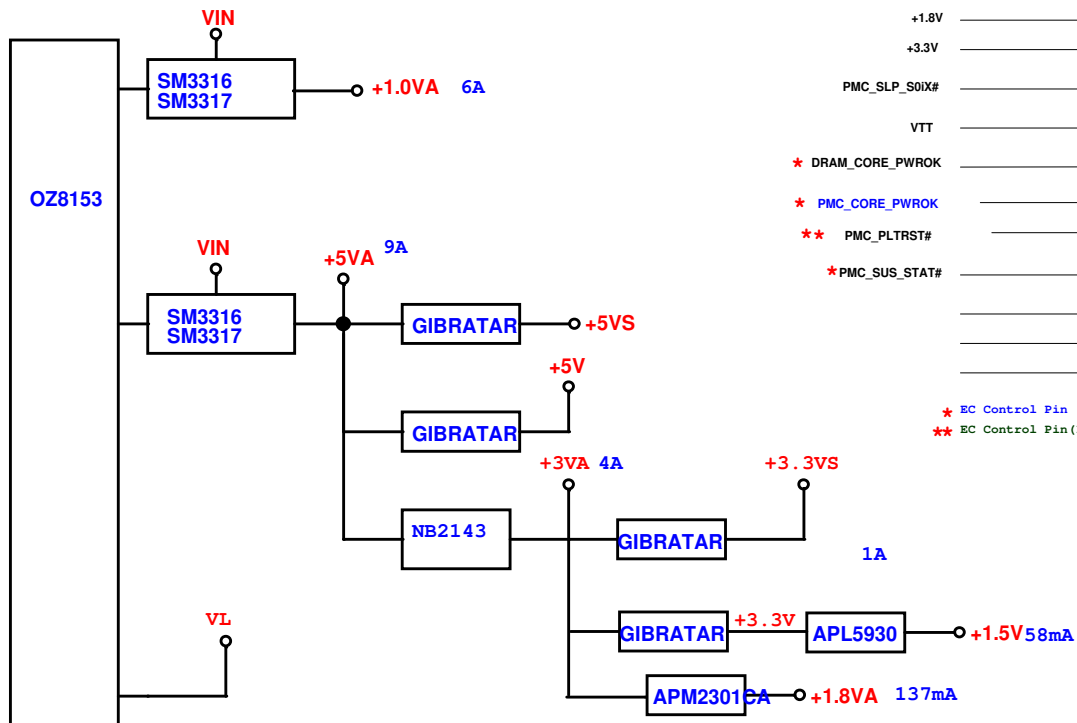 VIN
SM3316
SM3317
+1.0VA 6A
OZ8153
VIN
+5VA 9A
SM3316
SM3317
GIBRATAR
+5VS
+5V
GIBRATAR
+3VA 4A
+3.3VS
NB2143
GIBRATAR
1A
VL
GIBRATAR
+3.3V
APL5930
+1.5V 58mA
APM2301CA
+1.8VA 137mA
+1.8V
+3.3V
PMC_SLP_S0iX#
VTT
* DRAM_CORE_PWROK
* PMC_CORE_PWROK
** PMC_PLTRST#
* PMC_SUS_STAT#
* EC Control Pin
** EC Control Pin(